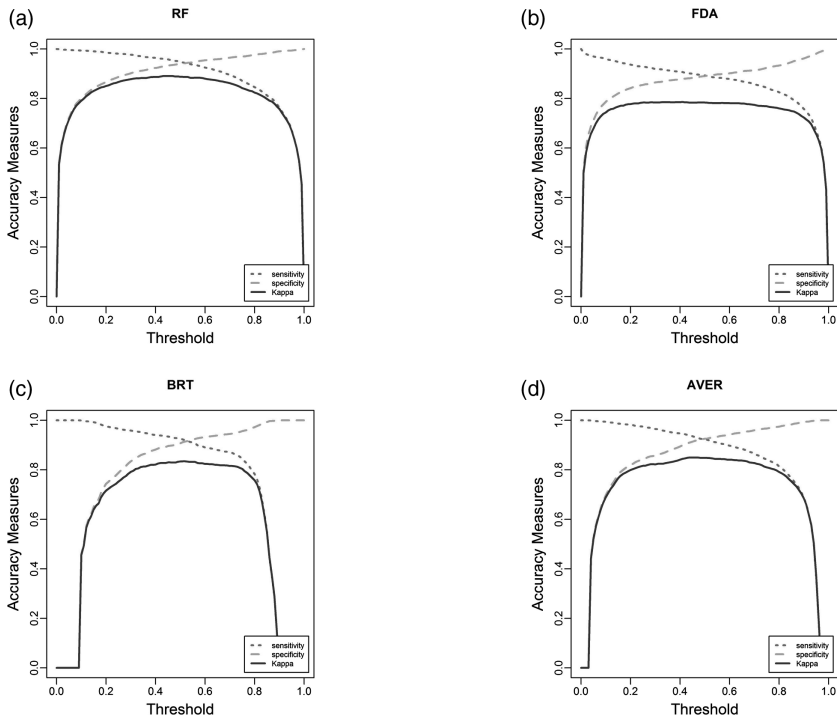 (a)
RF
Accuracy Measures
1.0
0.8
0.6
0.4
0.2
0.0
sensitivity
specificity
Kappa
0.0 0.2 0.4 0.6 0.8 1.0
Threshold
(b)
FDA
Accuracy Measures
1.0
0.8
0.6
0.4
0.2
0.0
sensitivity
specificity
Kappa
0.0 0.2 0.4 0.6 0.8 1.0
Threshold
(c)
BRT
Accuracy Measures
1.0
0.8
0.6
0.4
0.2
0.0
sensitivity
specificity
Kappa
0.0 0.2 0.4 0.6 0.8 1.0
Threshold
(d)
AVER
Accuracy Measures
1.0
0.8
0.6
0.4
0.2
0.0
sensitivity
specificity
Kappa
0.0 0.2 0.4 0.6 0.8 1.0
Threshold